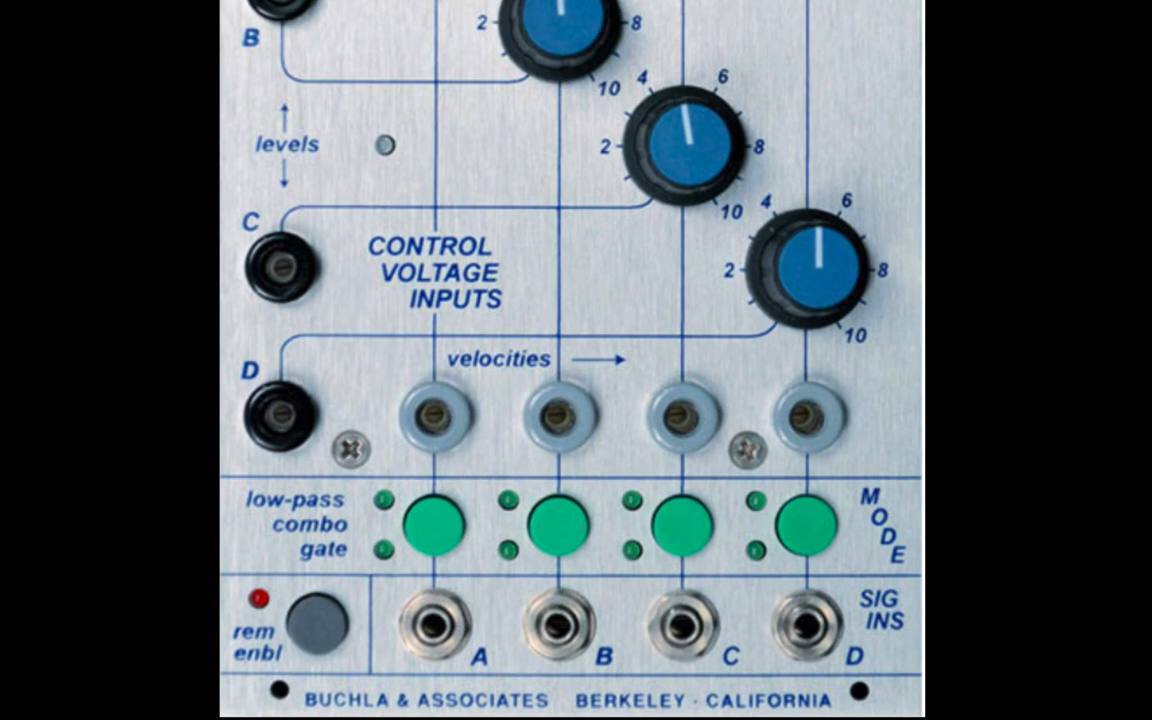 B
2 8
10
4 6
levels
2 8
C
10
4 6
CONTROL
VOLTAGE
INPUTS
2 8
10
velocities
D
low-pass
combo
gate
MODE
rem
enbl
SIG
INS
A B C D
BUCHLA & ASSOCIATES BERKELEY · CALIFORNIA